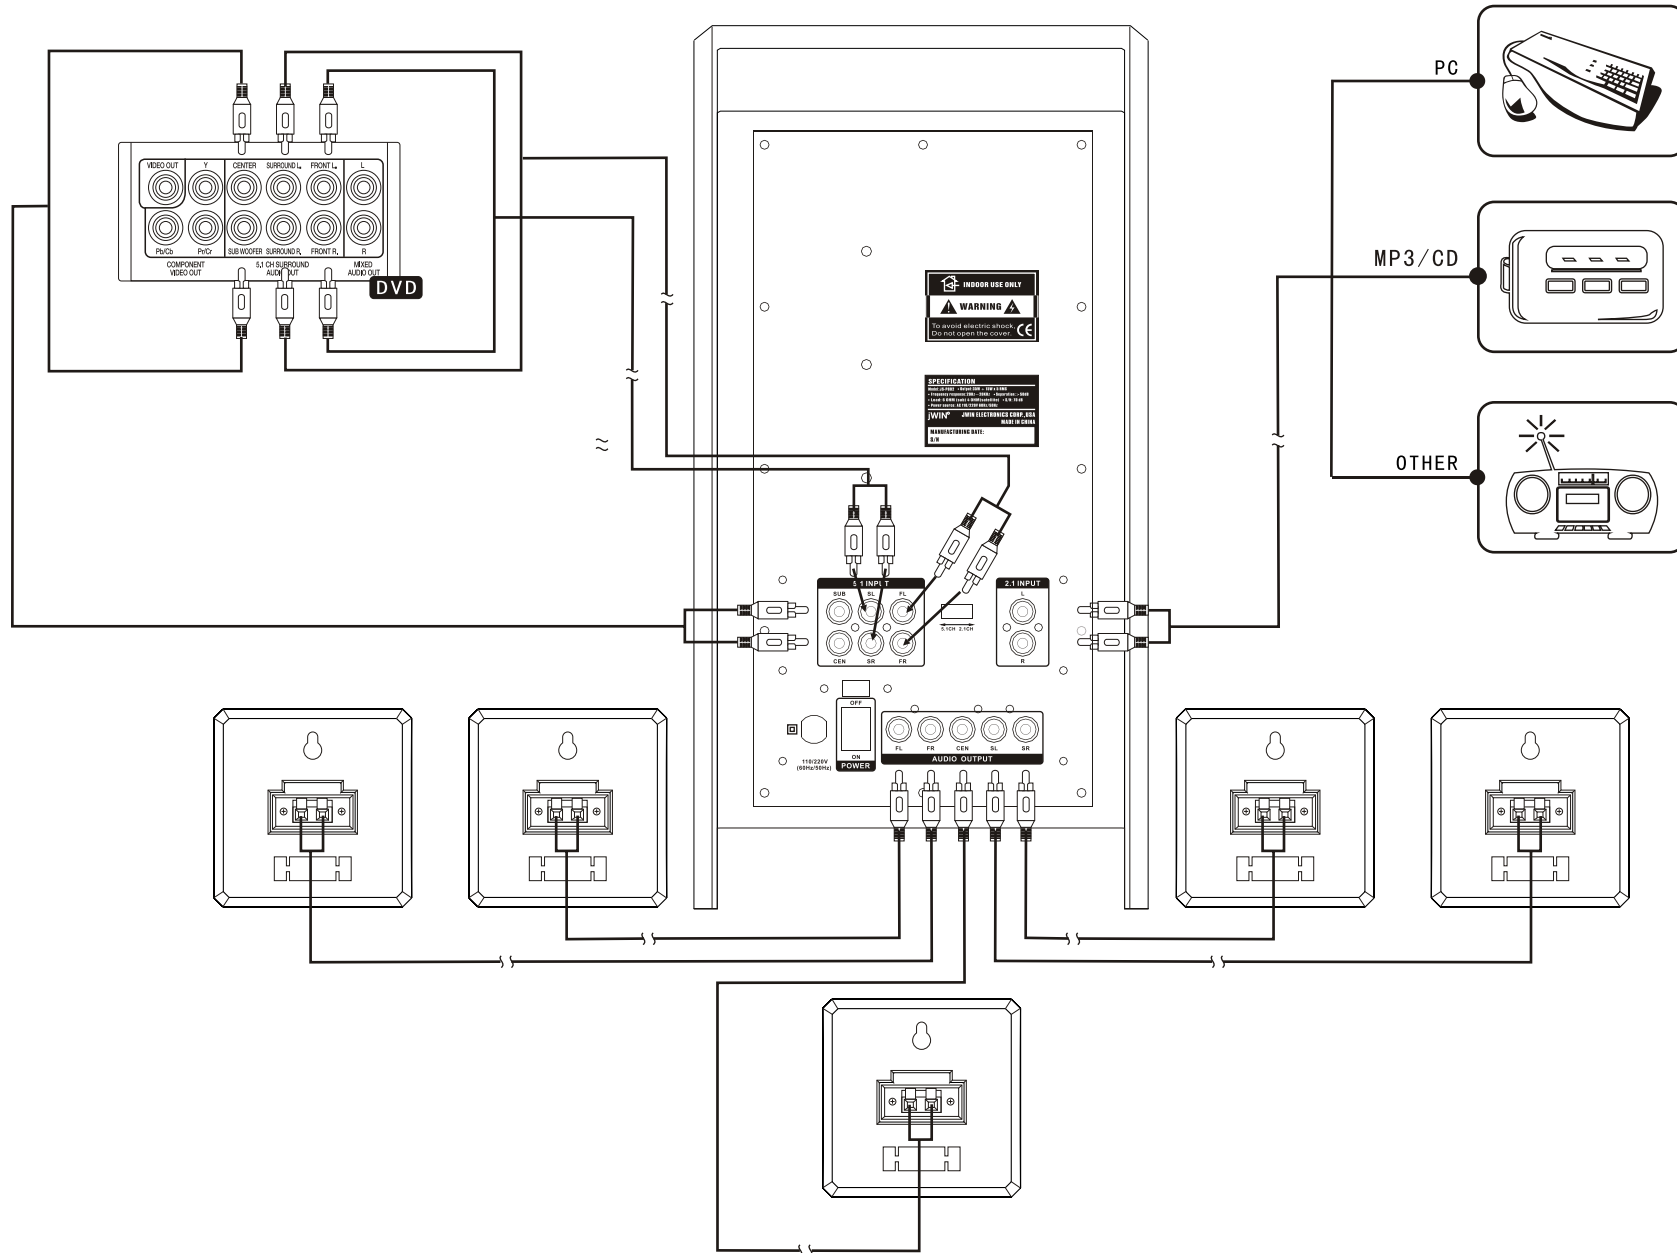 PC
MP3/CD
OTHER
VIDEO OUT Y CENTER SURROUND L. FRONT L. L
Pb/Cb Pr/Cr SUB WOOFER SURROUND R. FRONT R. R
COMPONENT VIDEO OUT
5.1 CH SURROUND AUDIO OUT
MIXED AUDIO OUT
DVD
INDOOR USE ONLY
WARNING
To avoid electric shock.
Do not open the cover.
CE
SPECIFICATION
jWIN
JWIN ELECTRONICS CORP.,USA
MADE IN CHINA
MANUFACTURING DATE:
S/N
5.1 INPUT
SUB SL FL
CEN SR FR
5.1CH 2.1CH
2.1 INPUT
L
R
OFF
ON
POWER
110/220V
(60Hz/50Hz)
FL FR CEN SL SR
AUDIO OUTPUT